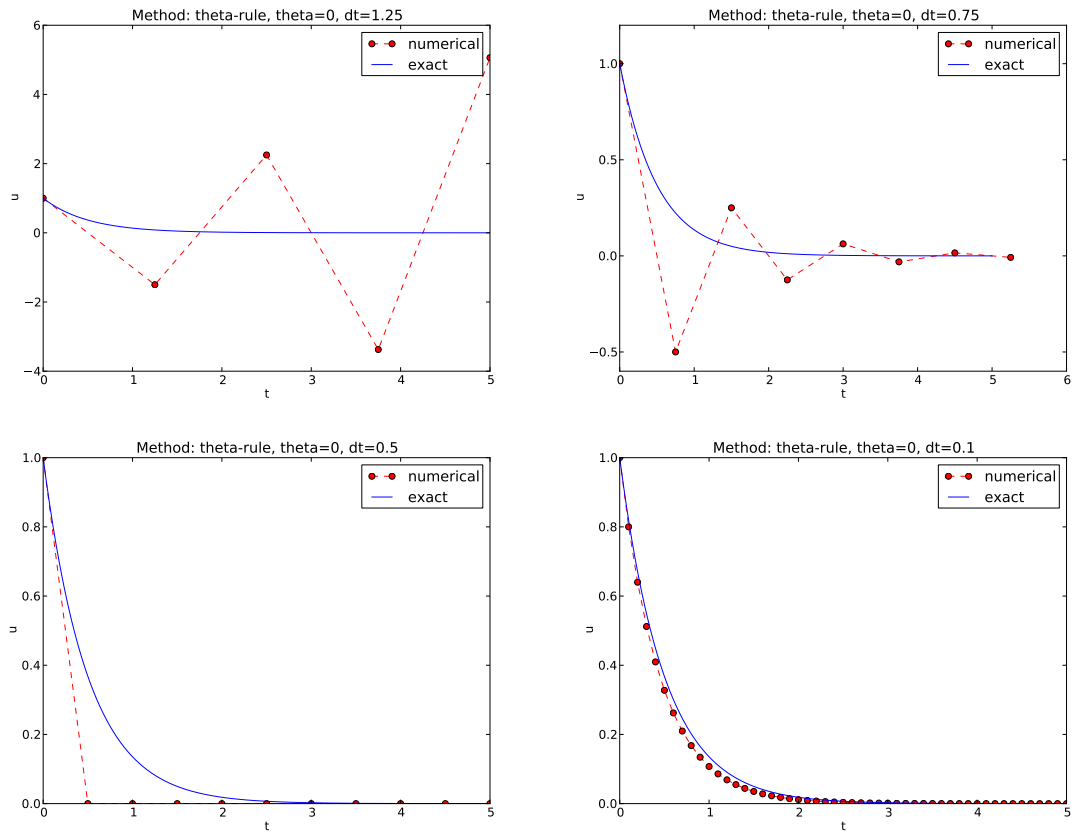 Method: theta-rule, theta=0, dt=1.25
6
4
2
0
−2
−4
u
0 1 2 3 4 5
t
numerical
exact
Method: theta-rule, theta=0, dt=0.75
1.0
0.5
0.0
−0.5
u
0 1 2 3 4 5 6
t
numerical
exact
Method: theta-rule, theta=0, dt=0.5
1.0
0.8
0.6
0.4
0.2
0.0
u
0 1 2 3 4 5
t
numerical
exact
Method: theta-rule, theta=0, dt=0.1
1.0
0.8
0.6
0.4
0.2
0.0
u
0 1 2 3 4 5
t
numerical
exact